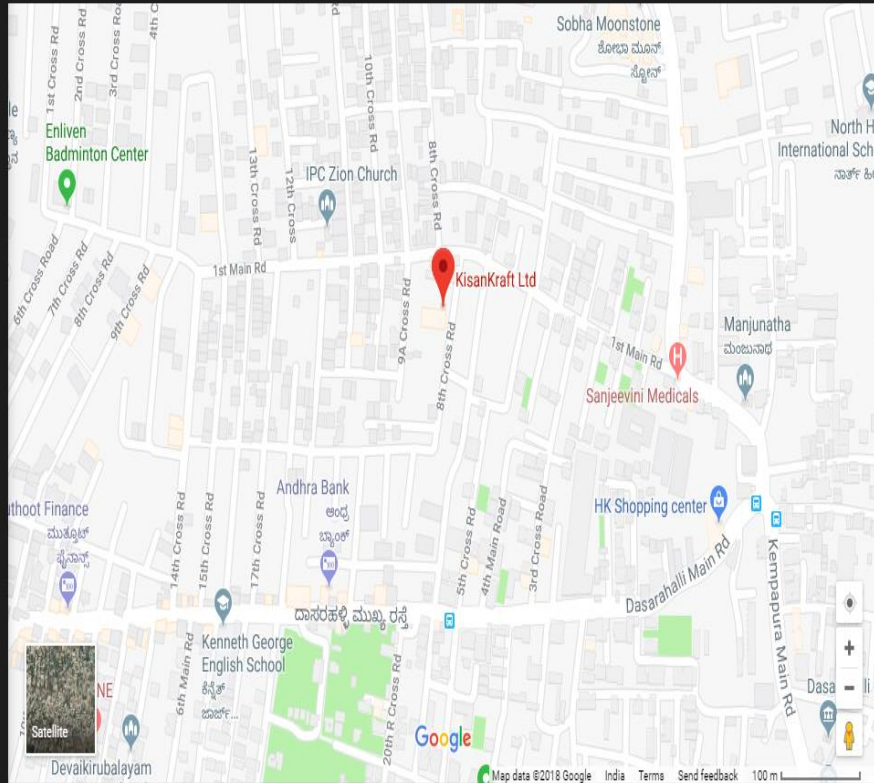 1st Cross Rd
2nd Cross Rd
3rd Cross Roa
4th C
Sobha Moonstone
ಶೋಭಾ ಮೂನ್
ಸ್ಟೋನ್
10th Cross Rd
8th Cross Rd
Enliven
Badminton Center
13th Cross Rd
12th Cross
IPC Zion Church
North H
International Sch
ನಾರ್ತ್ ಹಿ
6th Cross Road
7th Cross Rd
8th Cross Rd
9th Cross Rd
1st Main Rd
KisanKraft Ltd
9A Cross Rd
8th Cross Rd
1st Main Rd
Manjunatha
ಮಂಜುನಾಥ
Sanjeevini Medicals
uthoot Finance
ಮುತ್ತೂಟ್
ಫೈನಾನ್ಸ್
14th Cross Rd
15th Cross Rd
17th Cross Rd
Andhra Bank
ಆಂಧ್ರ
ಬ್ಯಾಂಕ್
5th Cross Rd
4th Main Road
3rd Cross Road
HK Shopping center
Dasarahalli Main Rd
Kempapura Main Rd
ದಾಸರಹಳ್ಳಿ ಮುಖ್ಯ ರಸ್ತೆ
6th Main Rd
Kenneth George
English School
ಕೆನ್ನೆತ್
ಜಾರ್ಜ್...
20th R Cross Rd
Dasa
li
NE
Satellite
Devaikirubalayam
Google
Map data ©2018 Google India Terms Send feedback 100 m